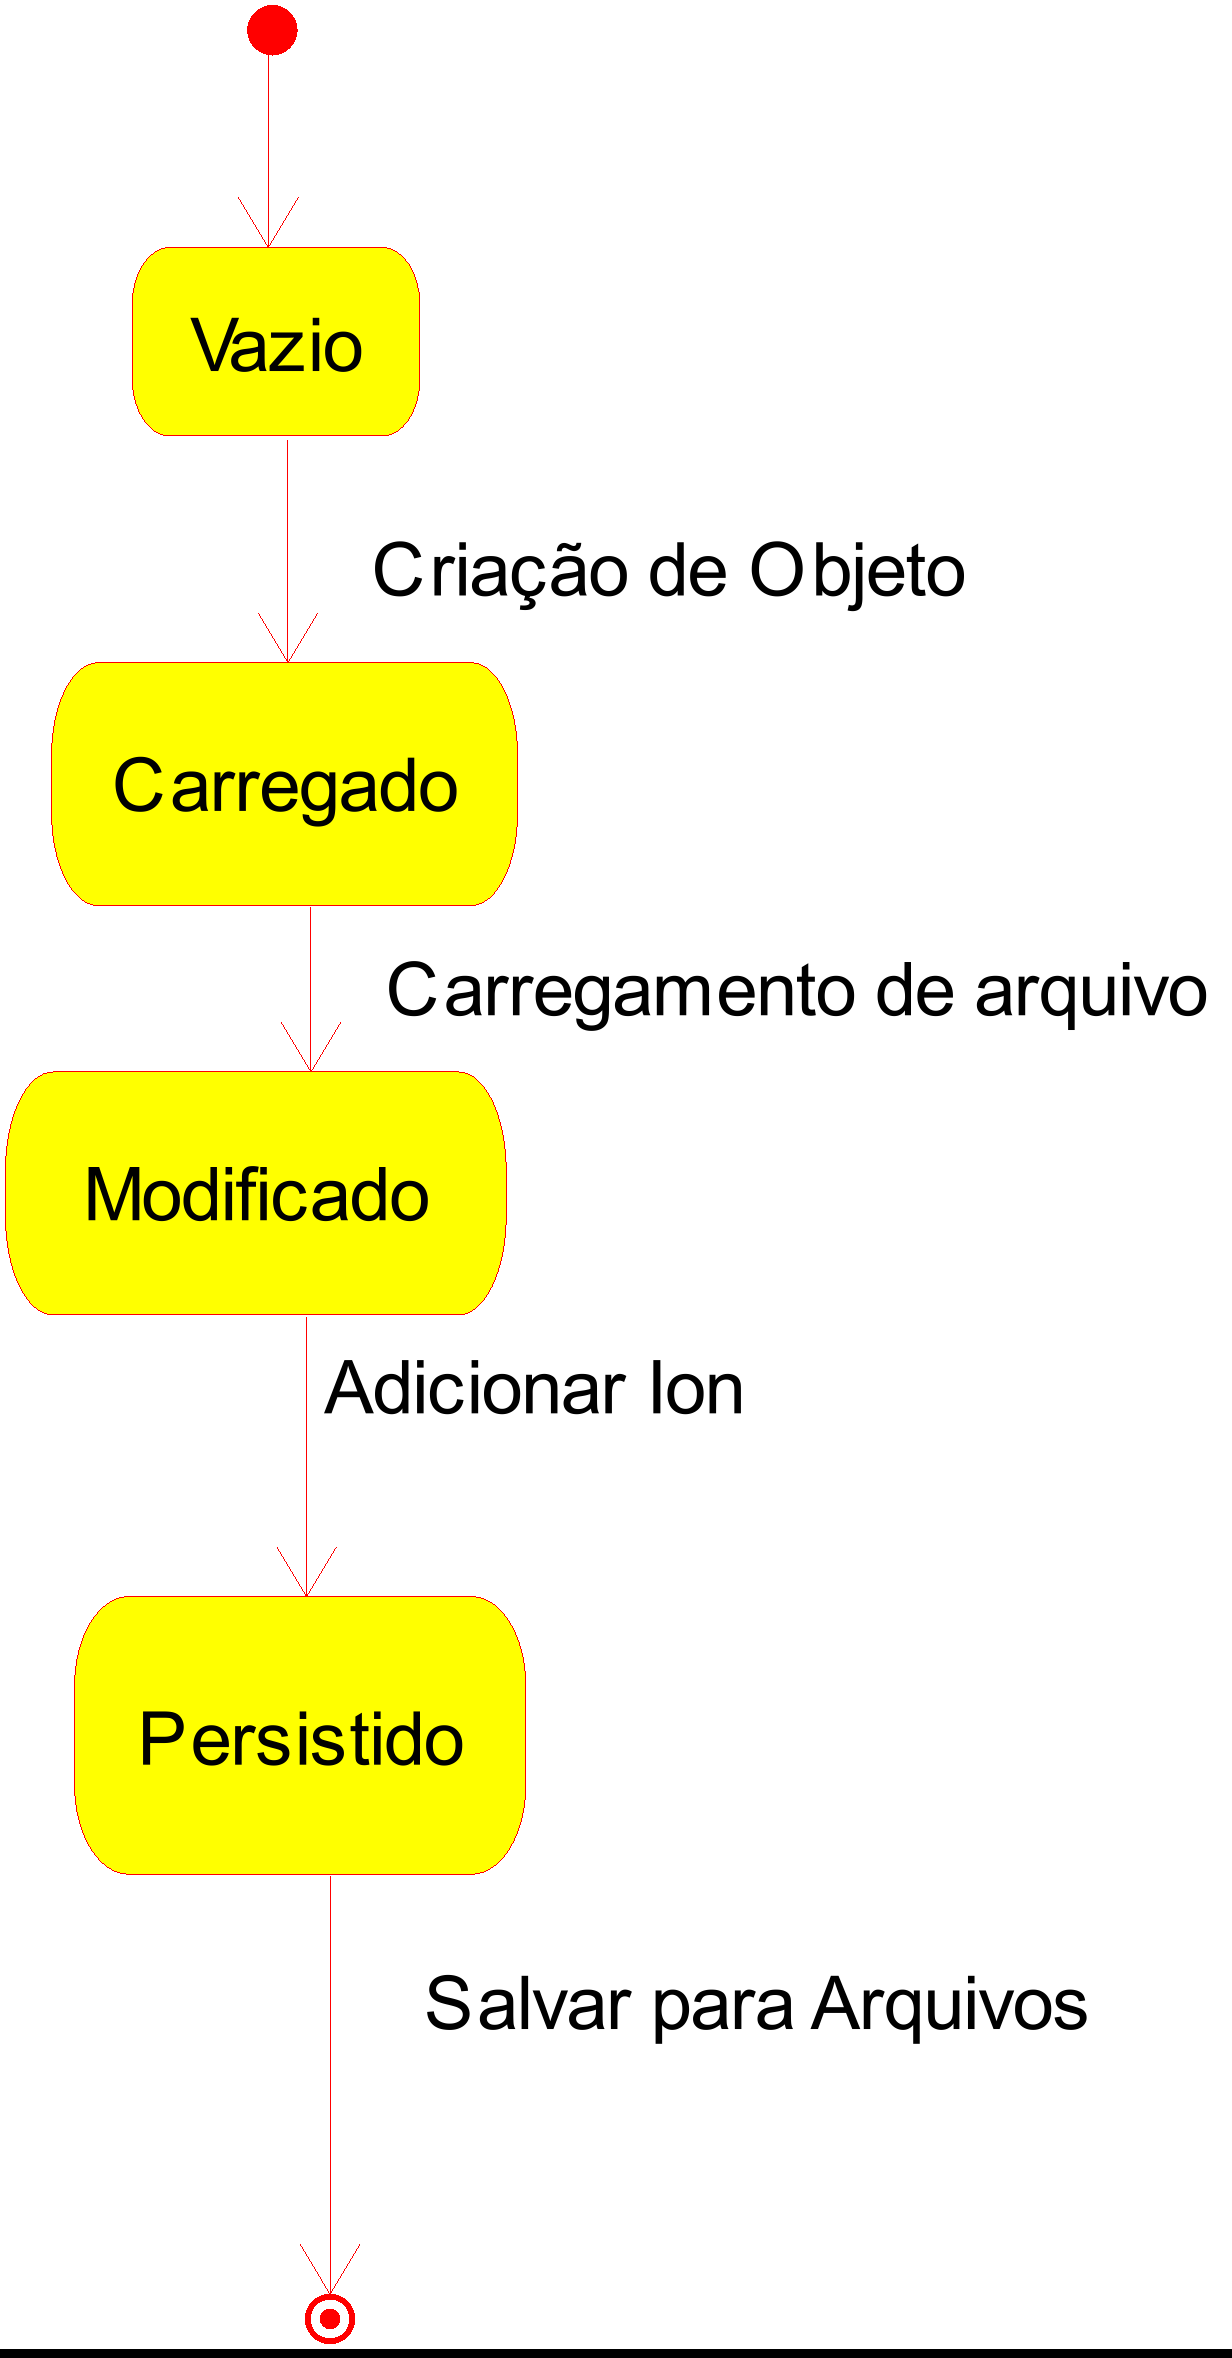 Vazio
Criação de Objeto
Carregado
Carregamento de arquivo
Modificado
Adicionar Ion
Persistido
Salvar para Arquivos